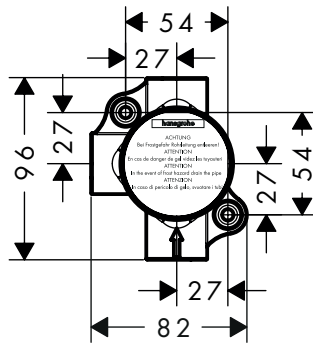 54
27
hansgrohe
ACHTUNG
Bei Frostgefahr Rohrleitung entleeren!
ATTENTION
En cas de danger de gel videz les tuyaux!
ATTENTION
In the event of frost hazard drain the pipe
ATTENZIONE
In caso di pericolo di gelo, svuotare i tubi
96
27
54
27
27
82